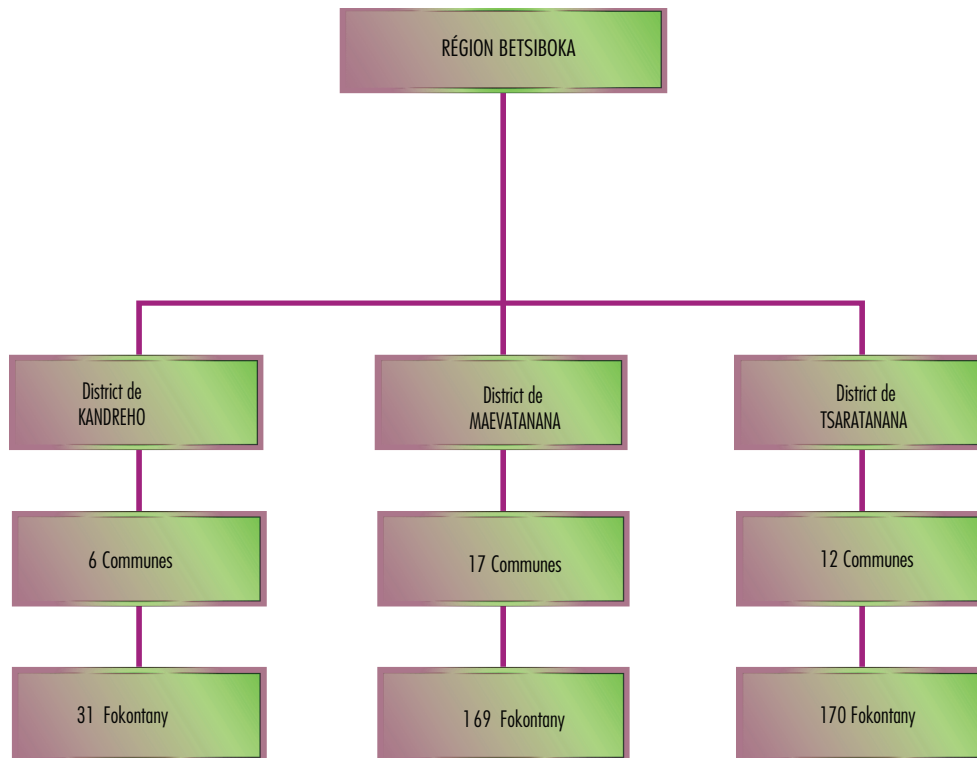 RÉGION BETSIBOKA
District de
KANDREHO
District de
MAEVATANANA
District de
TSARATANANA
6 Communes
17 Communes
12 Communes
31 Fokontany
169 Fokontany
170 Fokontany